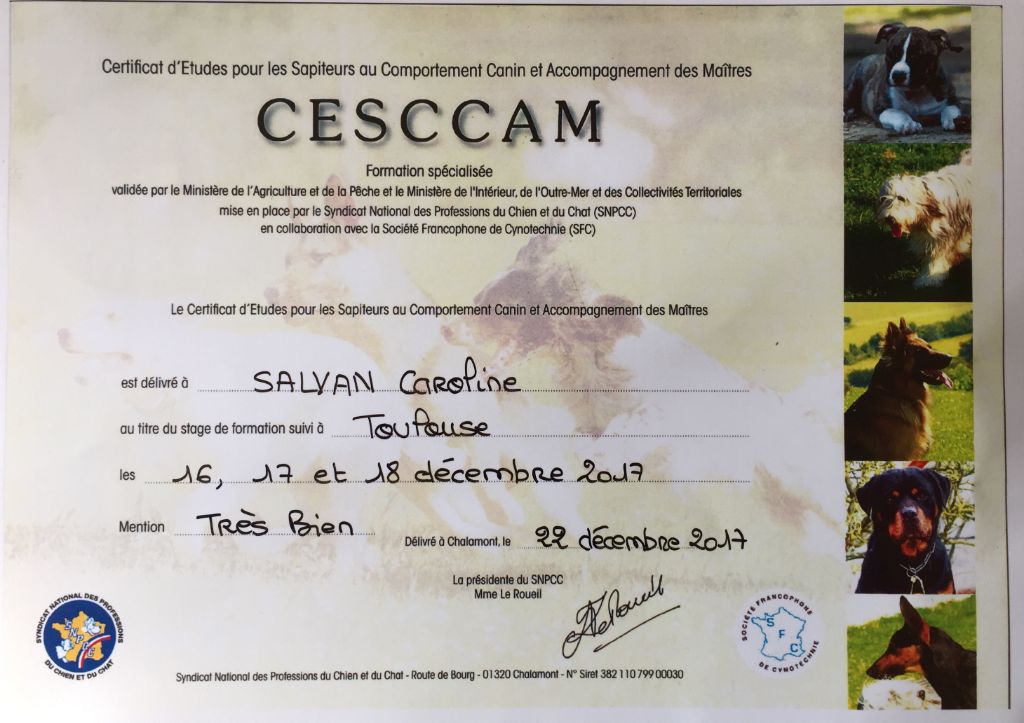 Certificat d'Etudes pour les Sapiteurs au Comportement Canin et Accompagnement des Maîtres
CESCCAM
Formation spécialisée
validée par le Ministère de l'Agriculture et de la Pêche et le Ministère de l'Intérieur, de l'Outre-Mer et des Collectivités Territoriales
mise en place par le Syndicat National des Professions du Chien et du Chat (SNPCC)
en collaboration avec la Société Francophone de Cynotechnie (SFC)
Le Certificat d'Etudes pour les Sapiteurs au Comportement Canin et Accompagnement des Maîtres
est délivré à SALVAN Caroline
au titre du stage de formation suivi à Toulouse
les 16, 17 et 18 décembre 2017
Mention Très Bien
Délivré à Chalamont, le 22 décembre 2017
La présidente du SNPCC
Mme Le Roueil
Le Roueil
SYNDICAT NATIONAL DES PROFESSIONS
SNPCC
DU CHIEN ET DU CHAT
SOCIÉTÉ FRANCOPHONE
SFC
DE CYNOTECHNIE
Syndicat National des Professions du Chien et du Chat - Route de Bourg - 01320 Chalamont - N° Siret 382 110 799 00030